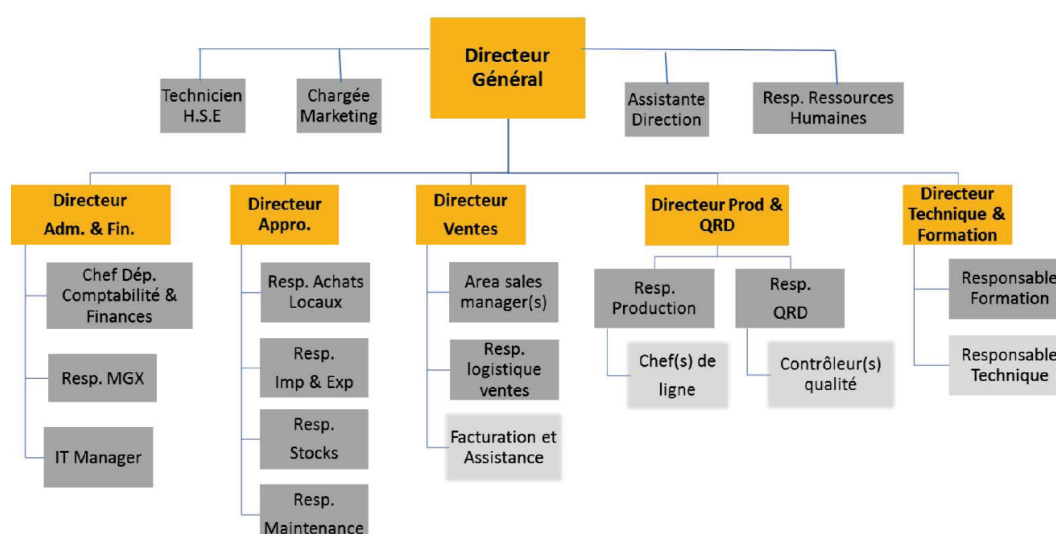 Directeur
Général
Technicien
H.S.E
Chargée
Marketing
Assistante
Direction
Resp. Ressources
Humaines
Directeur
Adm. & Fin.
Directeur
Appro.
Directeur
Ventes
Directeur Prod &
QRD
Directeur
Technique &
Formation
Chef Dép.
Comptabilité &
Finances
Resp. MGX
IT Manager
Resp. Achats
Locaux
Resp.
Imp & Exp
Resp.
Stocks
Resp.
Maintenance
Area sales
manager(s)
Resp.
logistique
ventes
Facturation et
Assistance
Resp.
Production
Chef(s) de
ligne
Resp.
QRD
Contrôleur(s)
qualité
Responsable
Formation
Responsable
Technique